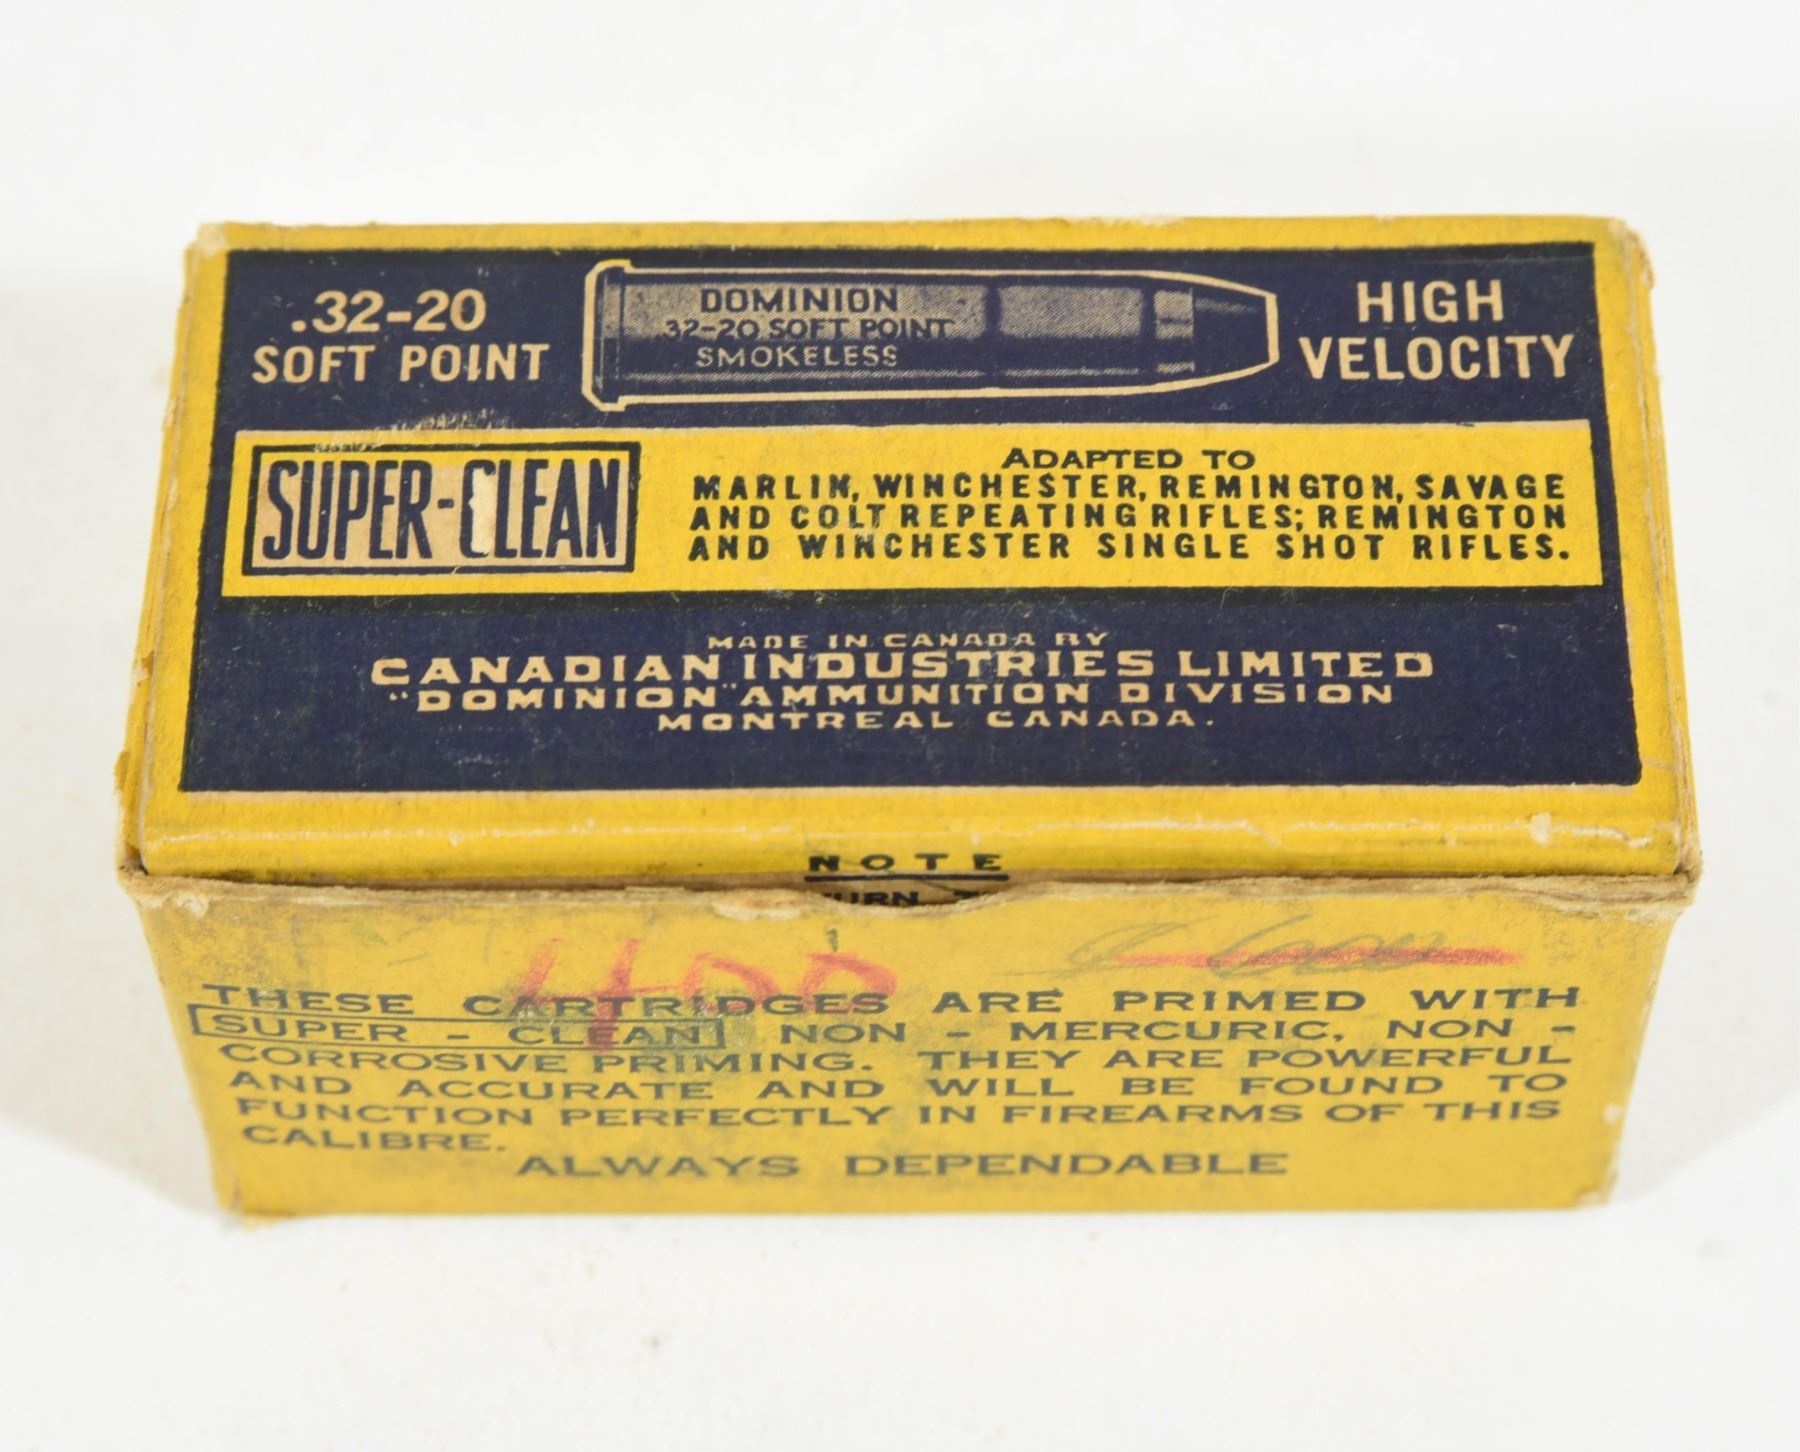 .32-20
SOFT POINT
DOMINION
32-20 SOFT POINT
SMOKELESS
HIGH
VELOCITY
SUPER-CLEAN
ADAPTED TO
MARLIN, WINCHESTER, REMINGTON, SAVAGE
AND COLT REPEATING RIFLES; REMINGTON
AND WINCHESTER SINGLE SHOT RIFLES.
MADE IN CANADA BY
CANADIAN INDUSTRIES LIMITED
"DOMINION" AMMUNITION DIVISION
MONTREAL CANADA.
NOTE
400
THESE CARTRIDGES ARE PRIMED WITH
SUPER - CLEAN NON - MERCURIC, NON -
CORROSIVE PRIMING. THEY ARE POWERFUL
AND ACCURATE AND WILL BE FOUND TO
FUNCTION PERFECTLY IN FIREARMS OF THIS
CALIBRE.
ALWAYS DEPENDABLE